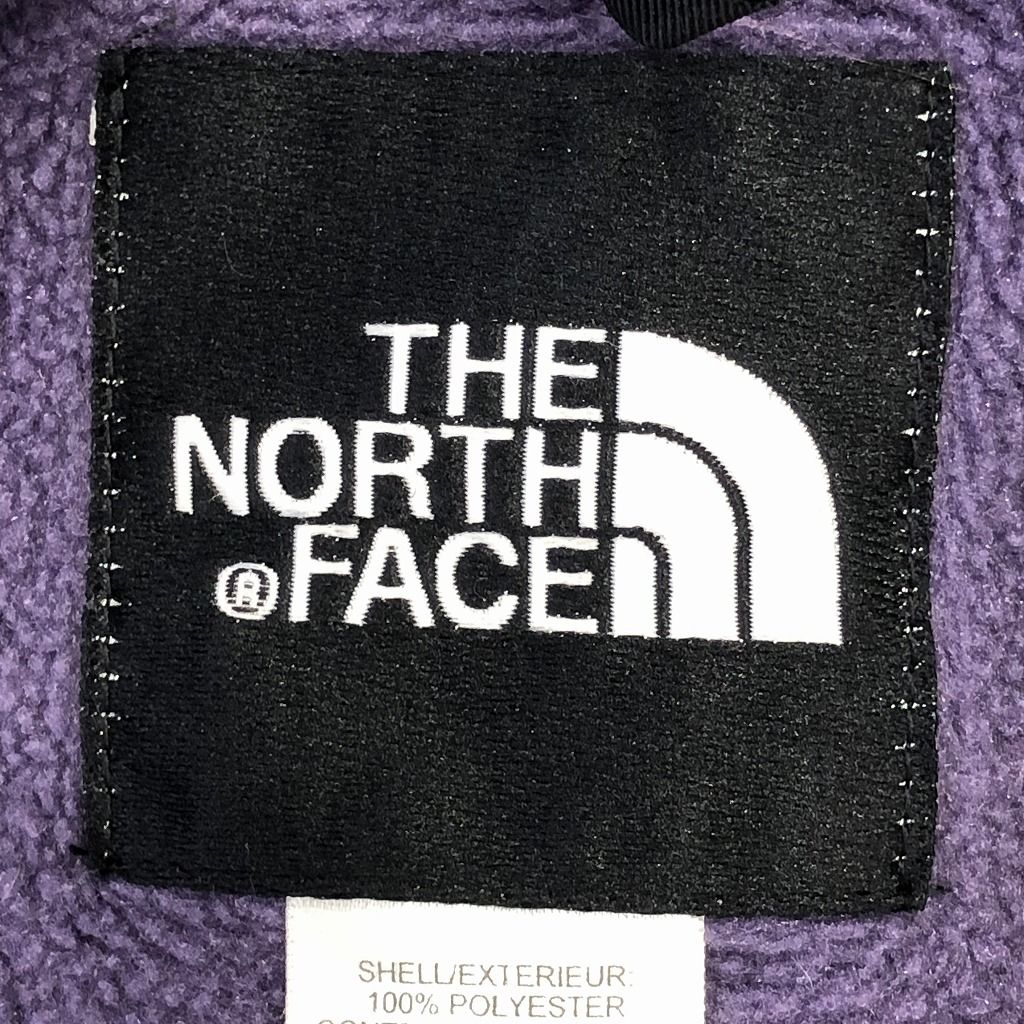 THE
NORTH
®FACE
SHELL/EXTERIEUR:
100% POLYESTER